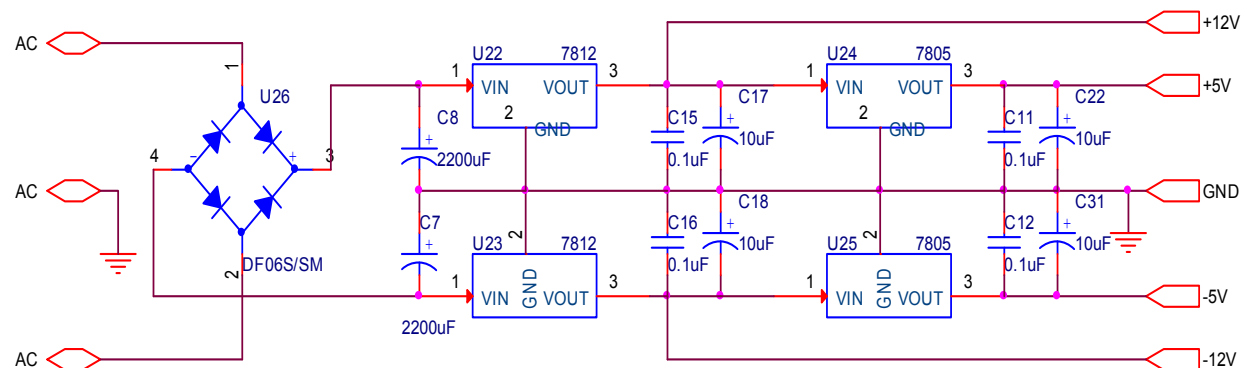 AC
AC
AC
1
U26
4
-
+
3
2
DF06S/SM
C8
+
2200uF
C7
+
2200uF
U22
7812
1
VIN
VOUT
3
2
GND
U23
7812
1
VIN
VOUT
3
2
GND
C15
0.1uF
C17
+
10uF
C16
0.1uF
C18
+
10uF
U24
7805
1
VIN
VOUT
3
2
GND
U25
7805
1
VIN
VOUT
3
2
GND
C11
0.1uF
C22
+
10uF
C12
0.1uF
C31
+
10uF
+12V
+5V
GND
-5V
-12V